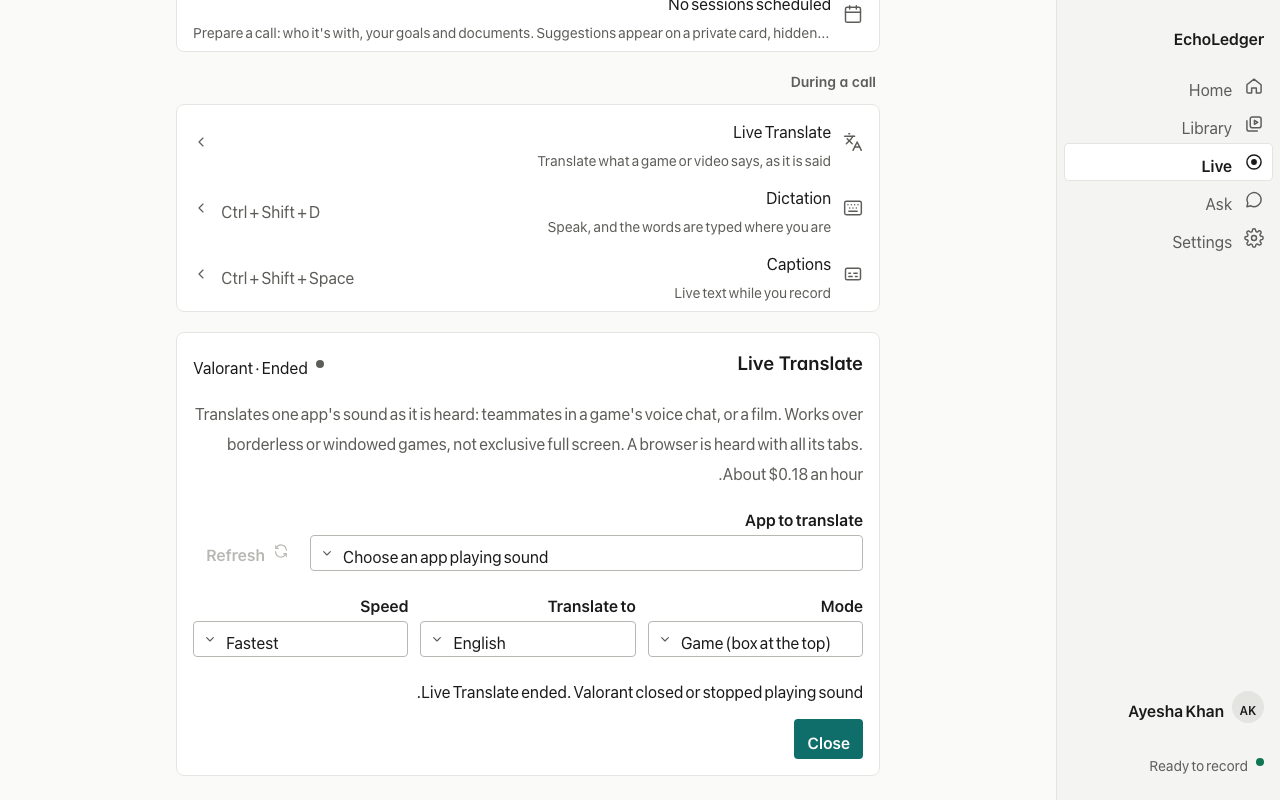 No sessions scheduled
Prepare a call: who it's with, your goals and documents. Suggestions appear on a private card, hidden...
During a call
Live Translate
Translate what a game or video says, as it is said
Dictation
Ctrl + Shift + D
Speak, and the words are typed where you are
Captions
Ctrl + Shift + Space
Live text while you record
Live Translate
Valorant · Ended
Translates one app's sound as it is heard: teammates in a game's voice chat, or a film. Works over
borderless or windowed games, not exclusive full screen. A browser is heard with all its tabs.
.About $0.18 an hour
App to translate
Choose an app playing sound
Refresh
Mode
Translate to
Speed
Game (box at the top)
English
Fastest
.Live Translate ended. Valorant closed or stopped playing sound
Close
EchoLedger
Home
Library
Live
Ask
Settings
AK
Ayesha Khan
Ready to record